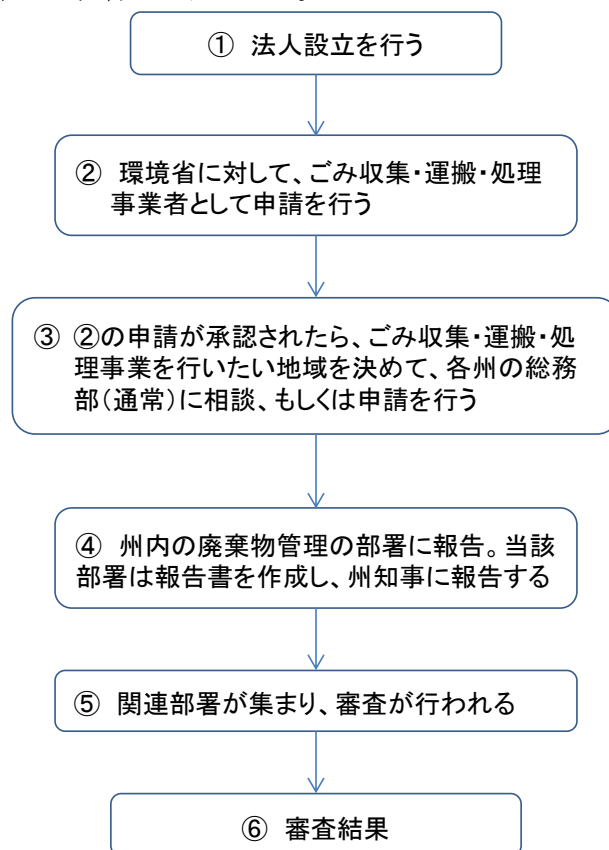 ① 法人設立を行う
② 環境省に対して、ごみ収集・運搬・処理
事業者として申請を行う
③ ②の申請が承認されたら、ごみ収集・運搬・処
理事業を行いたい地域を決めて、各州の総務
部（通常）に相談、もしくは申請を行う
④ 州内の廃棄物管理の部署に報告。当該
部署は報告書を作成し、州知事に報告する
⑤ 関連部署が集まり、審査が行われる
⑥ 審査結果